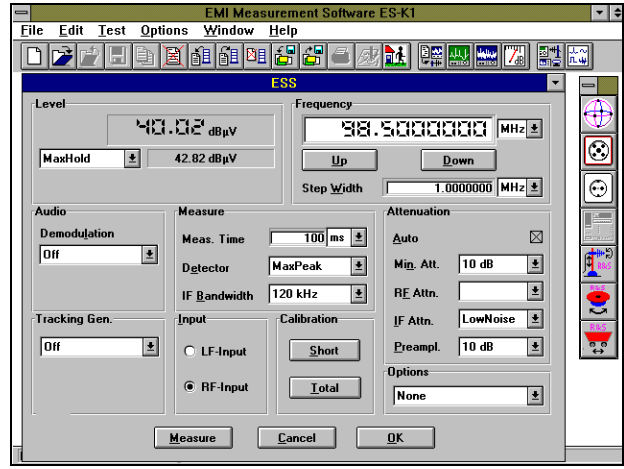 EMI Measurement Software ES-K1
File Edit Test Options Window Help
ESS
Level
40.02 dBµV
MaxHold 42.82 dBµV
Frequency
98.5000000 MHz
Up Down
Step Width 1.0000000 MHz
Audio
Demodulation
Off
Measure
Meas. Time 100 ms
Detector MaxPeak
IF Bandwidth 120 kHz
Attenuation
Auto
Min. Att. 10 dB
RF Attn.
IF Attn. LowNoise
Preampl. 10 dB
Tracking Gen.
Off
Input
LF-Input
RF-Input
Calibration
Short
Total
Options
None
Measure Cancel OK
R&S
R&S
R&S